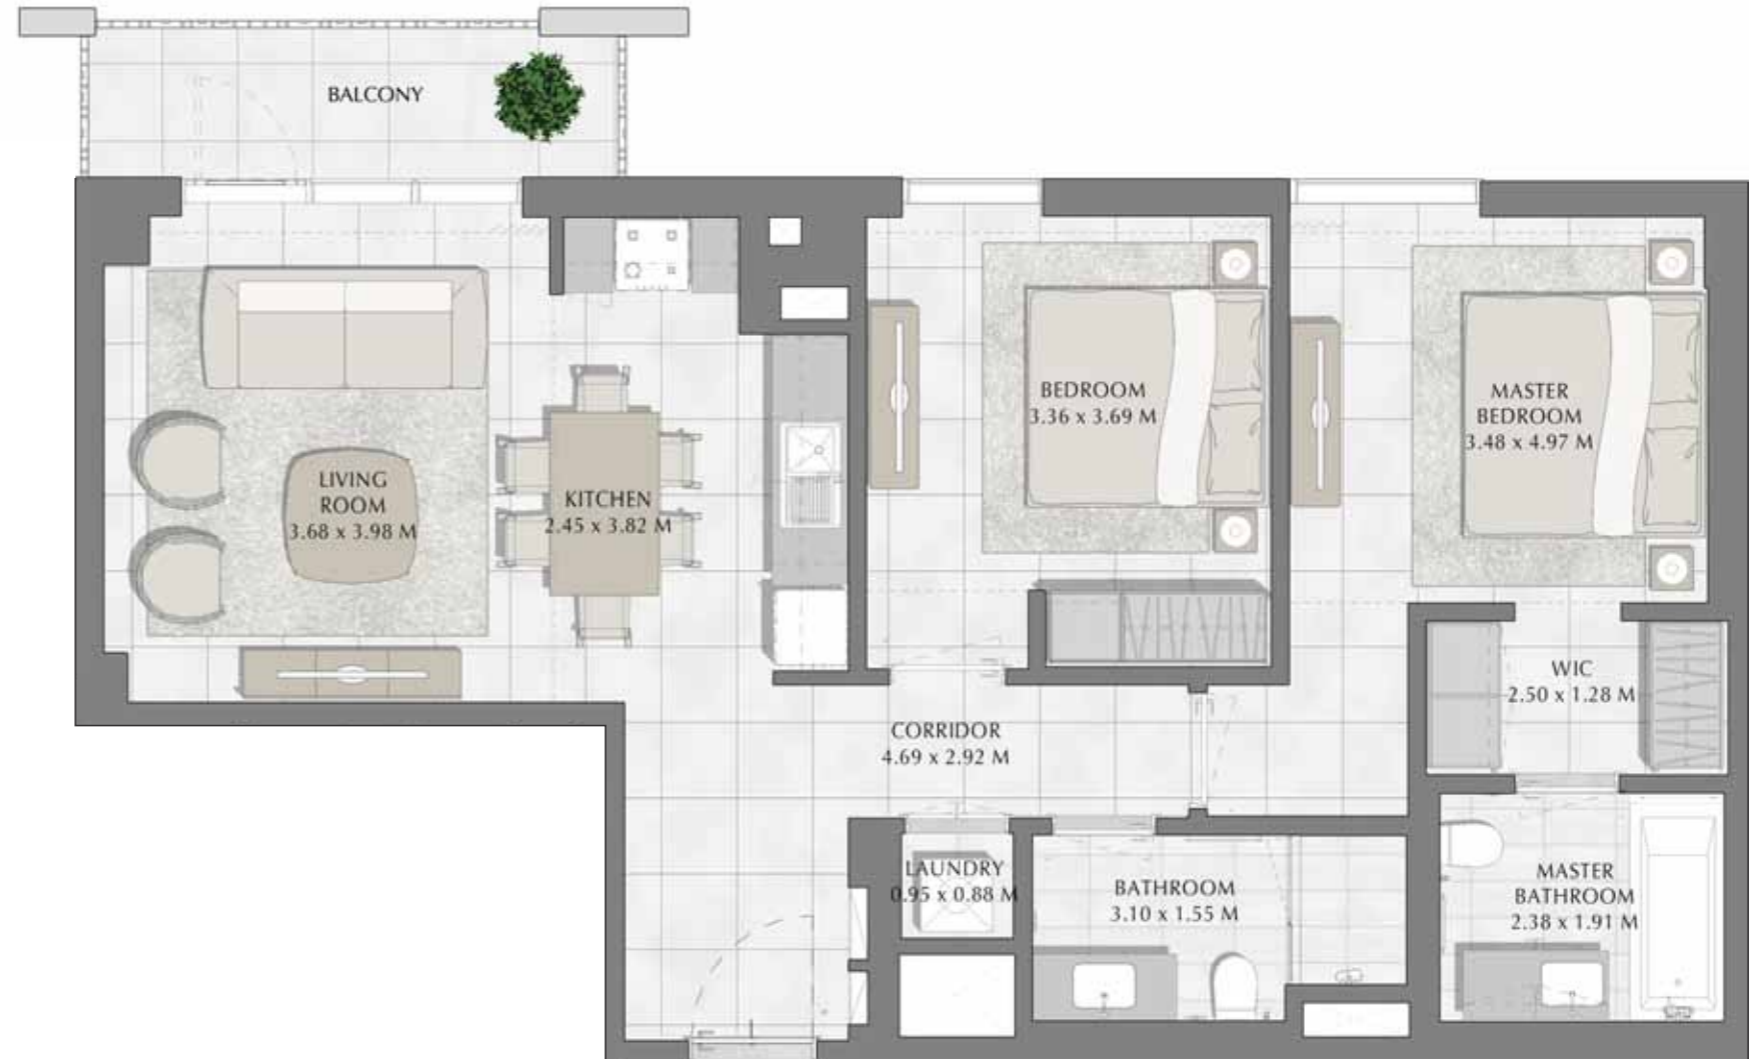 BALCONY
LIVING
ROOM
3.68 x 3.98 M
KITCHEN
2.45 x 3.82 M
BEDROOM
3.36 x 3.69 M
MASTER
BEDROOM
3.48 x 4.97 M
WIC
2.50 x 1.28 M
CORRIDOR
4.69 x 2.92 M
LAUNDRY
0.95 x 0.88 M
BATHROOM
3.10 x 1.55 M
MASTER
BATHROOM
2.38 x 1.91 M